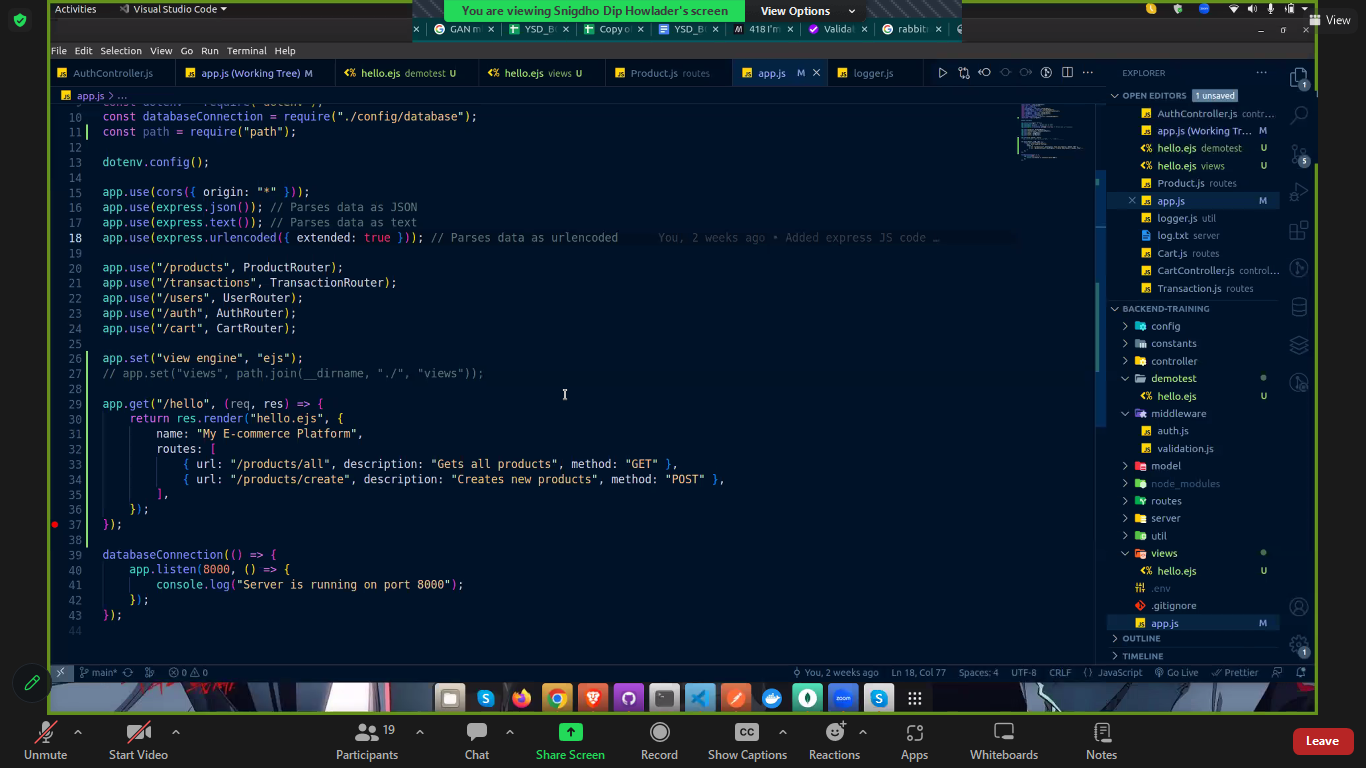 Activities
Visual Studio Code
You are viewing Snigdho Dip Howlader's screen
View Options
View
GAN m
YSD_B
Copy o
YSD_B
418 I'm
Valida
rabbit
File Edit Selection View Go Run Terminal Help
AuthController.js
app.js (Working Tree) M
hello.ejs demotest U
hello.ejs views U
Product.js routes
app.js M
logger.js
app.js > ...
10 const databaseConnection = require("./config/database");
11 const path = require("path");
12
13 dotenv.config();
14
15 app.use(cors({ origin: "*" }));
16 app.use(express.json()); // Parses data as JSON
17 app.use(express.text()); // Parses data as text
18 app.use(express.urlencoded({ extended: true })); // Parses data as urlencoded You, 2 weeks ago • Added express JS code …
19
20 app.use("/products", ProductRouter);
21 app.use("/transactions", TransactionRouter);
22 app.use("/users", UserRouter);
23 app.use("/auth", AuthRouter);
24 app.use("/cart", CartRouter);
25
26 app.set("view engine", "ejs");
27 // app.set("views", path.join(__dirname, "./", "views"));
28
29 app.get("/hello", (req, res) => {
30 return res.render("hello.ejs", {
31 name: "My E-commerce Platform",
32 routes: [
33 { url: "/products/all", description: "Gets all products", method: "GET" },
34 { url: "/products/create", description: "Creates new products", method: "POST" },
35 ],
36 });
37 });
38
39 databaseConnection(() => {
40 app.listen(8000, () => {
41 console.log("Server is running on port 8000");
42 });
43 });
44
EXPLORER
OPEN EDITORS 1 unsaved
AuthController.js contr...
app.js (Working Tr... M
hello.ejs demotest U
hello.ejs views U
Product.js routes
app.js M
logger.js util
log.txt server
Cart.js routes
CartController.js control...
Transaction.js routes
BACKEND-TRAINING
config
constants
controller
demotest
hello.ejs U
middleware
auth.js
validation.js
model
node_modules
routes
server
util
views
hello.ejs U
.env
.gitignore
app.js M
OUTLINE
TIMELINE
1
5
1
main*
0 0
You, 2 weeks ago
Ln 18, Col 77
Spaces: 4
UTF-8
CRLF
{ } JavaScript
Go Live
Prettier
zoom
Unmute
Start Video
Participants
19
Chat
Share Screen
Record
CC
Show Captions
Reactions
Apps
Whiteboards
Notes
Leave